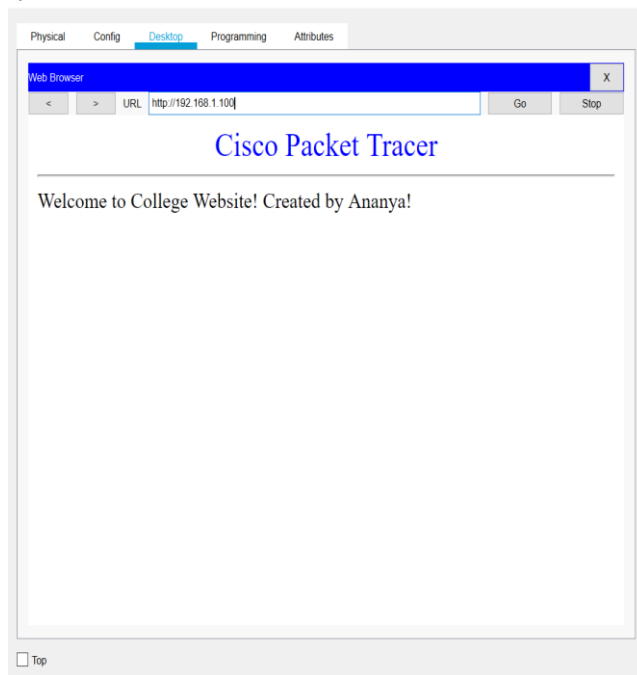 Physical Config Desktop Programming Attributes
Web Browser X
< > URL http://192.168.1.100 Go Stop
Cisco Packet Tracer
Welcome to College Website! Created by Ananya!
Top